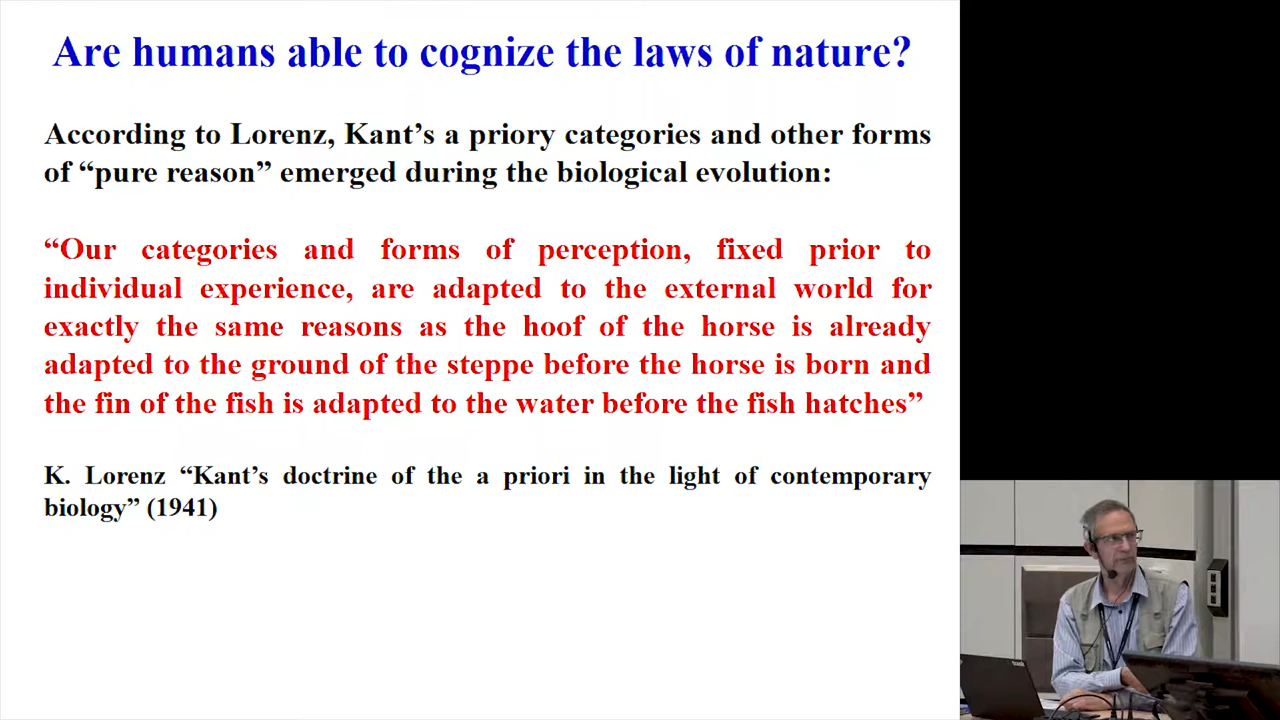 Are humans able to cognize the laws of nature?
According to Lorenz, Kant's a priory categories and other forms
of “pure reason” emerged during the biological evolution:
“Our categories and forms of perception, fixed prior to
individual experience, are adapted to the external world for
exactly the same reasons as the hoof of the horse is already
adapted to the ground of the steppe before the horse is born and
the fin of the fish is adapted to the water before the fish hatches”
K. Lorenz “Kant's doctrine of the a priori in the light of contemporary
biology” (1941)